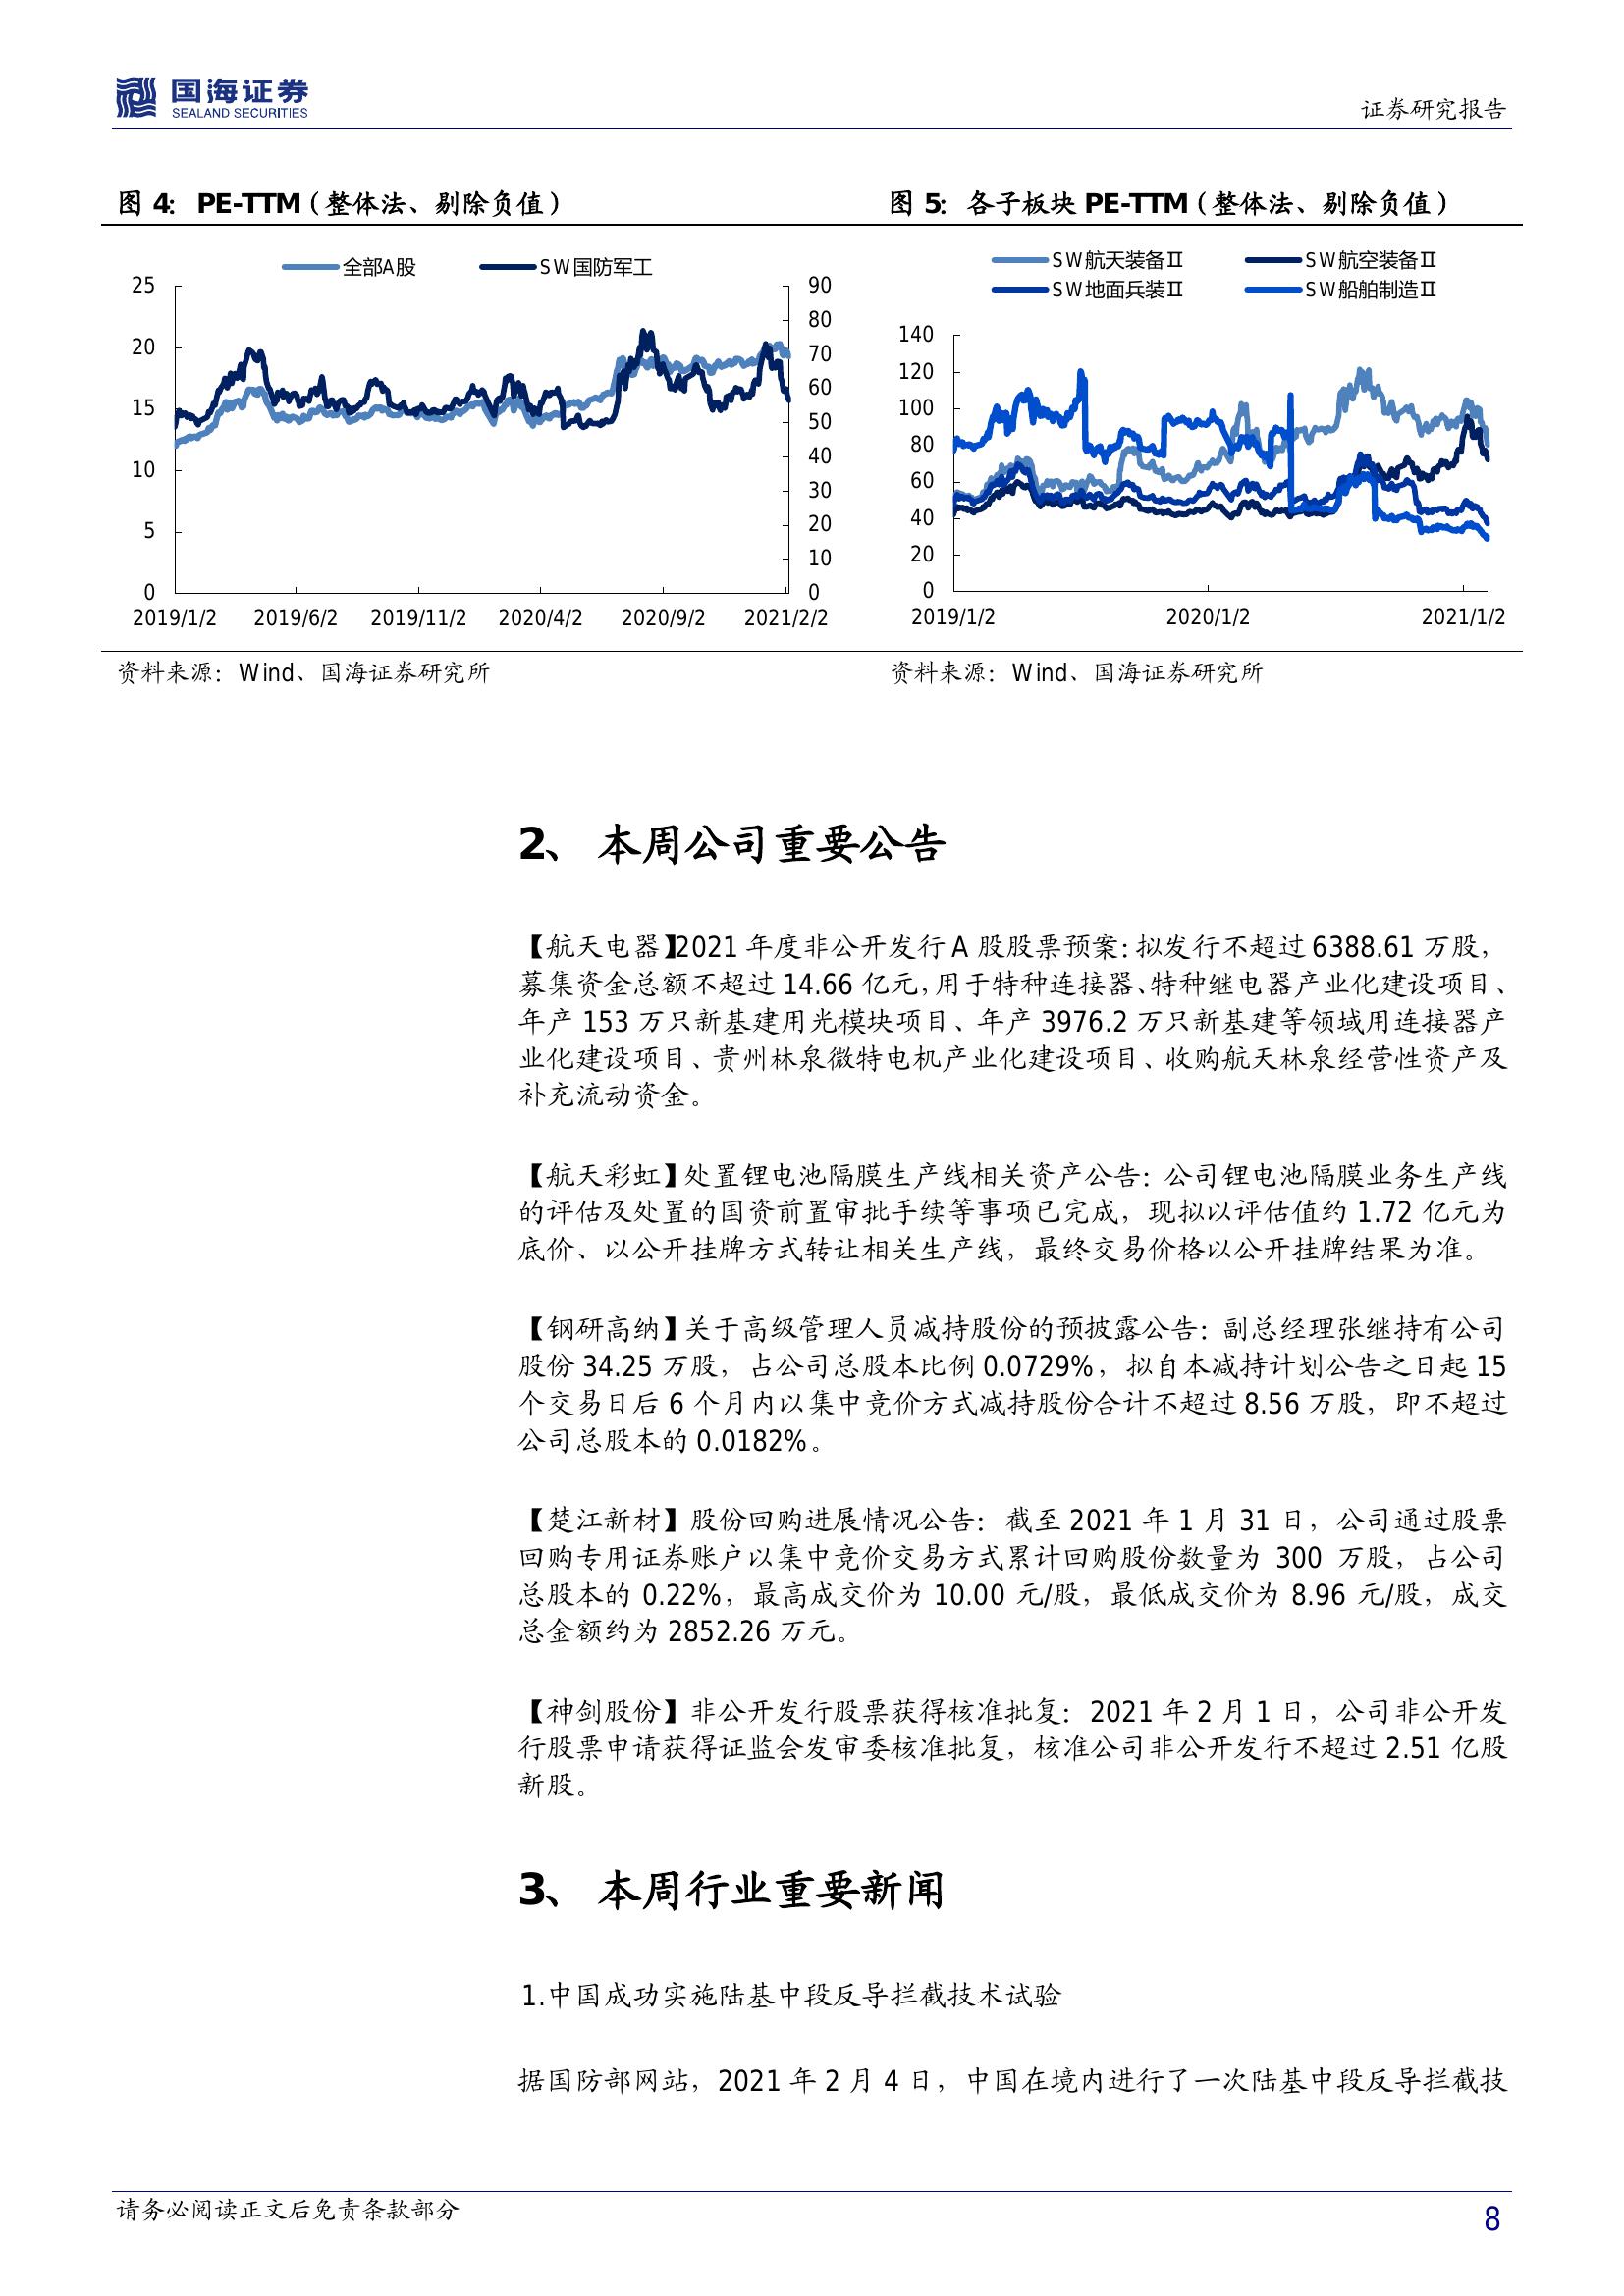 国海证券
SEALAND SECURITIES
证券研究报告
图 4： PE-TTM（整体法、剔除负值）
全部A股 SW国防军工
25
20
15
10
5
0
90
80
70
60
50
40
30
20
10
0
2019/1/2 2019/6/2 2019/11/2 2020/4/2 2020/9/2 2021/2/2
资料来源：Wind、国海证券研究所
图 5： 各子板块 PE-TTM（整体法、剔除负值）
SW航天装备Ⅱ SW航空装备Ⅱ
SW地面兵装Ⅱ SW船舶制造Ⅱ
140
120
100
80
60
40
20
0
2019/1/2 2020/1/2 2021/1/2
资料来源：Wind、国海证券研究所
2、 本周公司重要公告
【航天电器】2021 年度非公开发行 A 股股票预案：拟发行不超过 6388.61 万股，
募集资金总额不超过 14.66 亿元，用于特种连接器、特种继电器产业化建设项目、
年产 153 万只新基建用光模块项目、年产 3976.2 万只新基建等领域用连接器产
业化建设项目、贵州林泉微特电机产业化建设项目、收购航天林泉经营性资产及
补充流动资金。
【航天彩虹】处置锂电池隔膜生产线相关资产公告：公司锂电池隔膜业务生产线
的评估及处置的国资前置审批手续等事项已完成，现拟以评估值约 1.72 亿元为
底价、以公开挂牌方式转让相关生产线，最终交易价格以公开挂牌结果为准。
【钢研高纳】关于高级管理人员减持股份的预披露公告：副总经理张继持有公司
股份 34.25 万股，占公司总股本比例 0.0729%，拟自本减持计划公告之日起 15
个交易日后 6 个月内以集中竞价方式减持股份合计不超过 8.56 万股，即不超过
公司总股本的 0.0182%。
【楚江新材】股份回购进展情况公告：截至 2021 年 1 月 31 日，公司通过股票
回购专用证券账户以集中竞价交易方式累计回购股份数量为 300 万股，占公司
总股本的 0.22%，最高成交价为 10.00 元/股，最低成交价为 8.96 元/股，成交
总金额约为 2852.26 万元。
【神剑股份】非公开发行股票获得核准批复：2021 年 2 月 1 日，公司非公开发
行股票申请获得证监会发审委核准批复，核准公司非公开发行不超过 2.51 亿股
新股。
3、 本周行业重要新闻
1.中国成功实施陆基中段反导拦截技术试验
据国防部网站，2021 年 2 月 4 日，中国在境内进行了一次陆基中段反导拦截技
请务必阅读正文后免责条款部分
8